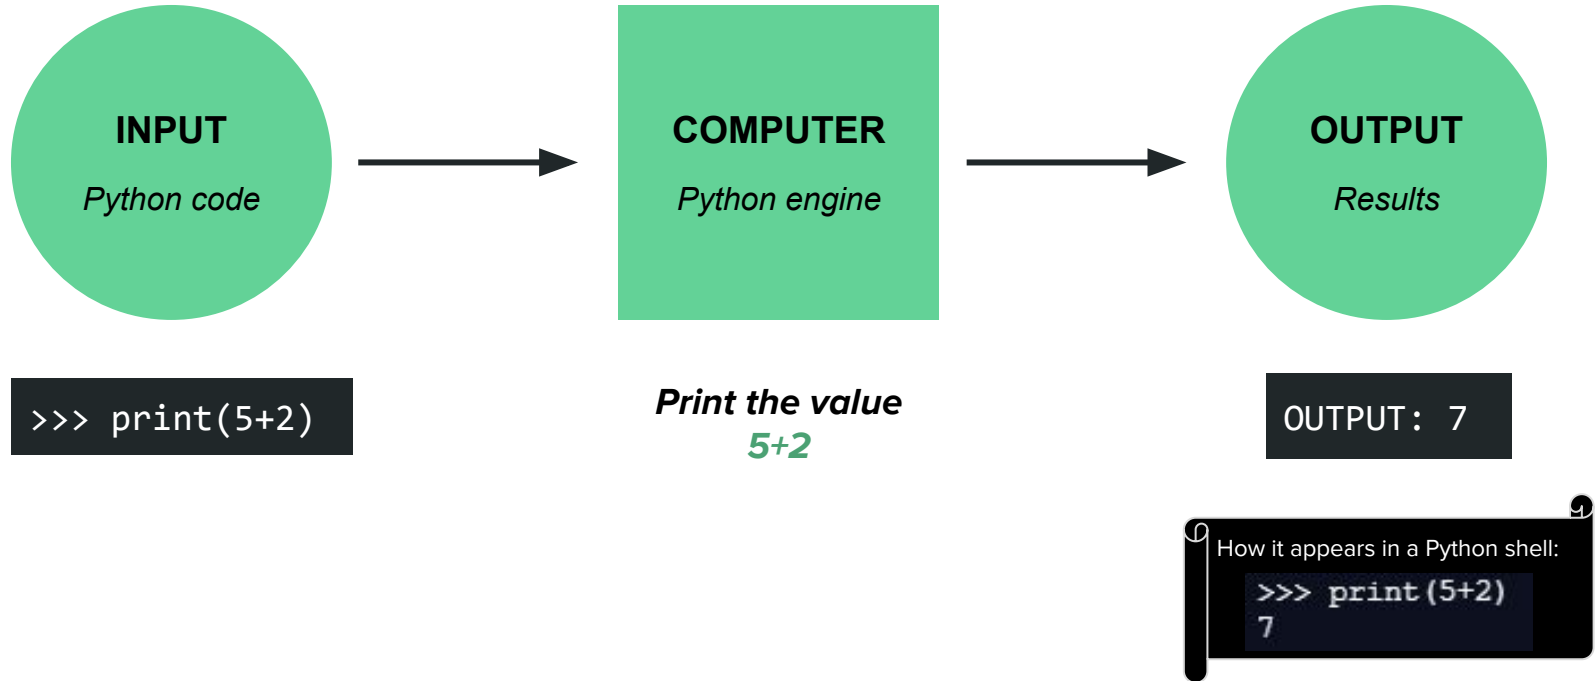 INPUT
Python code
COMPUTER
Python engine
OUTPUT
Results
>>> print(5+2)
Print the value
5+2
OUTPUT: 7
How it appears in a Python shell:
>>> print(5+2)
7